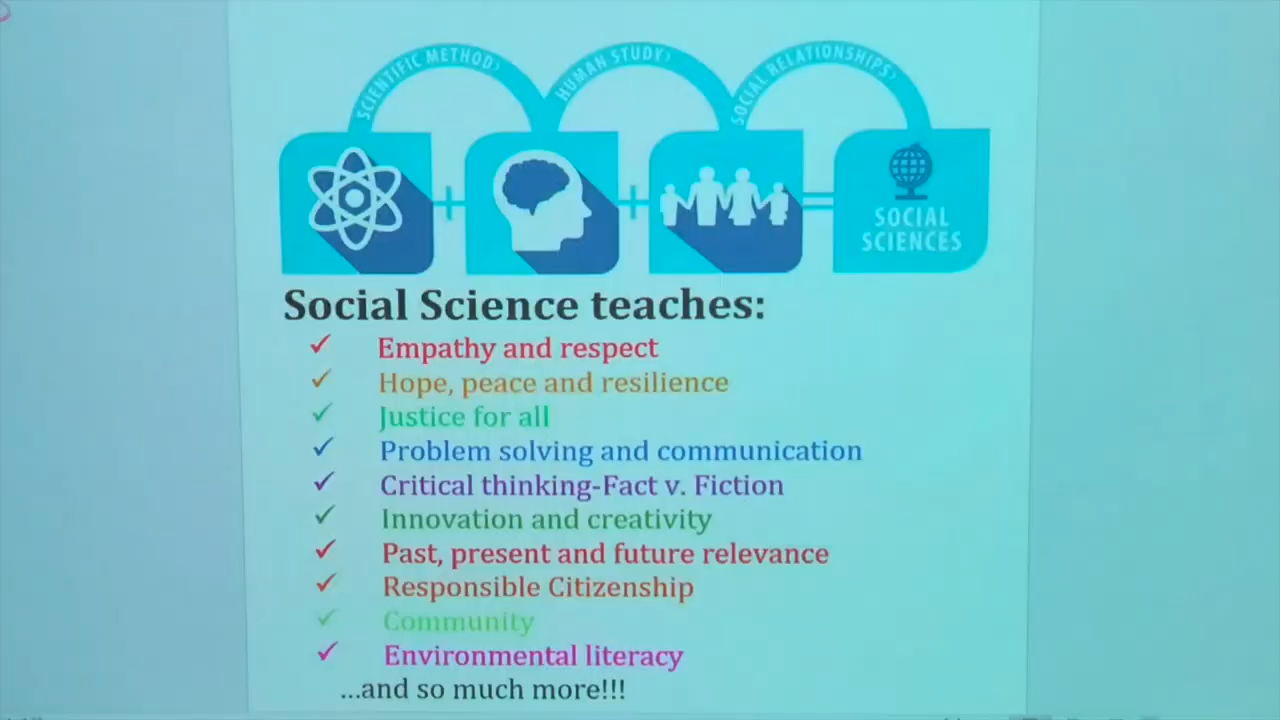 SCIENTIFIC METHOD›
HUMAN STUDY›
SOCIAL RELATIONSHIPS›
+
+
=
SOCIAL
SCIENCES
Social Science teaches:
✓ Empathy and respect
✓ Hope, peace and resilience
✓ Justice for all
✓ Problem solving and communication
✓ Critical thinking-Fact v. Fiction
✓ Innovation and creativity
✓ Past, present and future relevance
✓ Responsible Citizenship
✓ Community
✓ Environmental literacy
...and so much more!!!